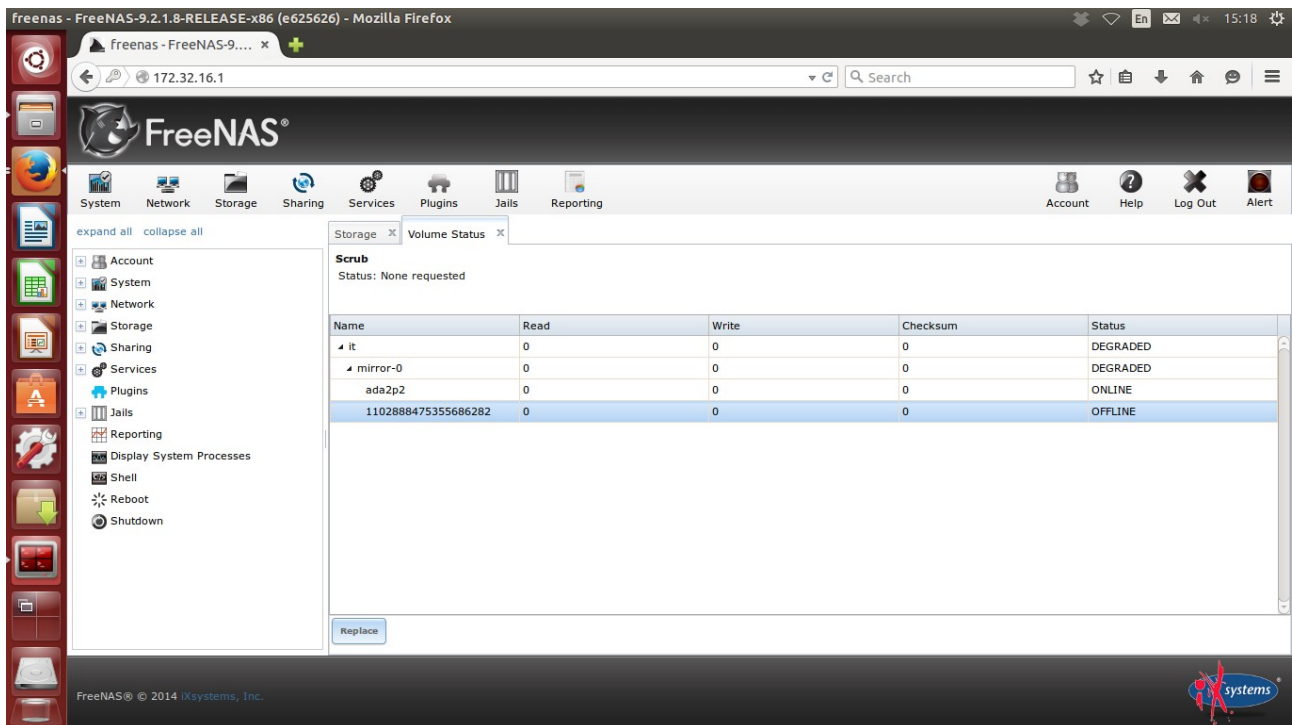 freenas - FreeNAS-9.2.1.8-RELEASE-x86 (e625626) - Mozilla Firefox
En
15:18
freenas - FreeNAS-9....
172.32.16.1
Search
FreeNAS®
System Network Storage Sharing Services Plugins Jails Reporting Account Help Log Out Alert
expand all collapse all
Storage Volume Status
Account
System
Network
Storage
Sharing
Services
Plugins
Jails
Reporting
Display System Processes
Shell
Reboot
Shutdown
Scrub
Status: None requested
Name Read Write Checksum Status
it 0 0 0 DEGRADED
mirror-0 0 0 0 DEGRADED
ada2p2 0 0 0 ONLINE
1102888475355686282 0 0 0 OFFLINE
Replace
FreeNAS® © 2014 iXsystems, Inc.
iXsystems